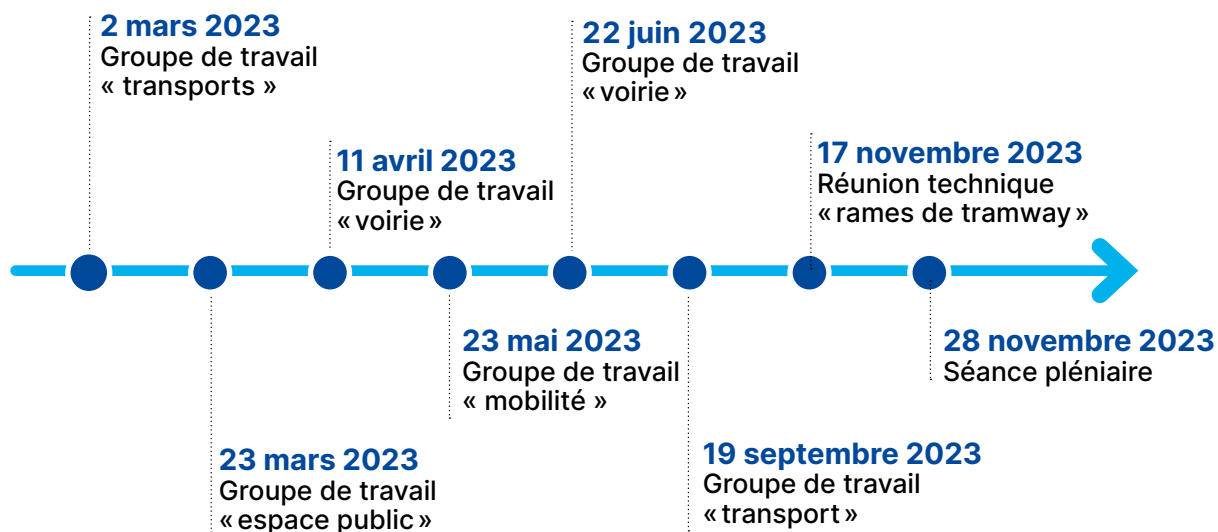 2 mars 2023
Groupe de travail
« transports »
23 mars 2023
Groupe de travail
«espace public»
11 avril 2023
Groupe de travail
«voirie»
23 mai 2023
Groupe de travail
« mobilité »
22 juin 2023
Groupe de travail
«voirie»
19 septembre 2023
Groupe de travail
«transport»
17 novembre 2023
Réunion technique
«rames de tramway»
28 novembre 2023
Séance plénière